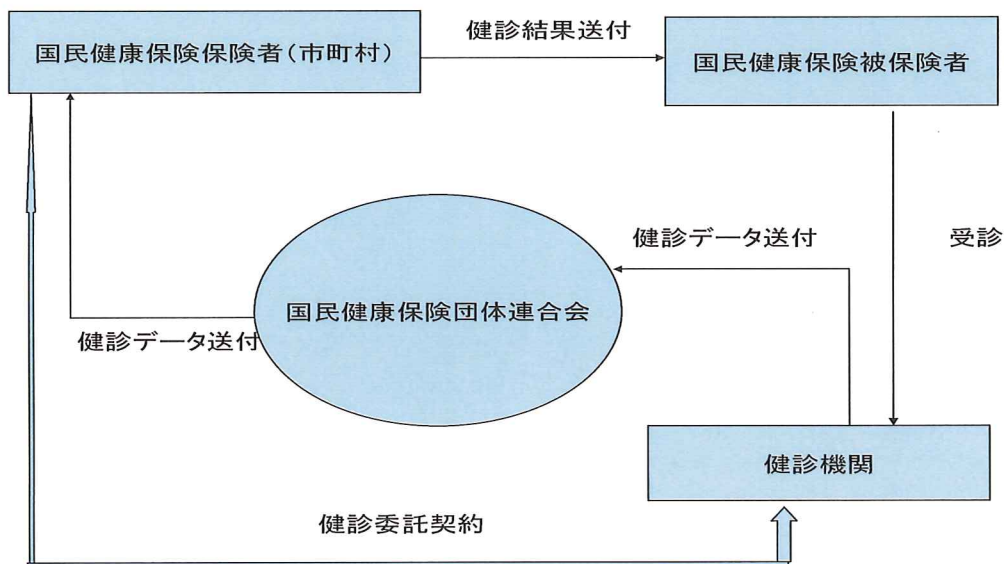 国民健康保険保険者(市町村)
健診結果送付
国民健康保険被保険者
健診データ送付
受診
国民健康保険団体連合会
健診データ送付
健診機関
健診委託契約